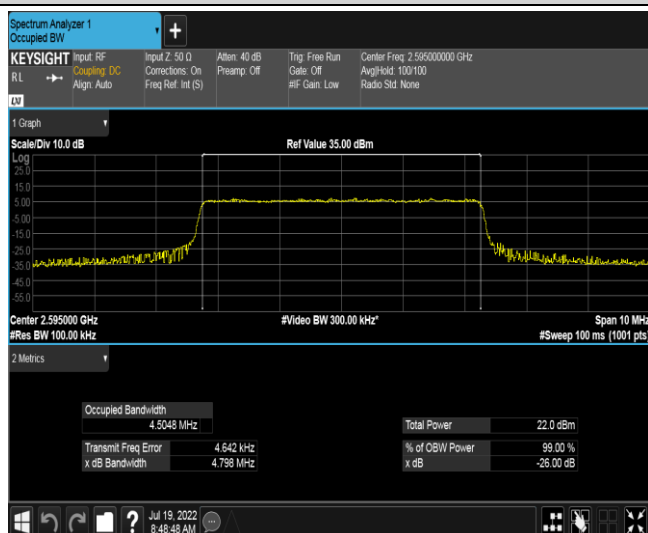 Spectrum Analyzer 1
Occupied BW
KEYSIGHT
R L
LXI
Input: RF
Coupling: DC
Align: Auto
Input Z: 50 Ω
Corrections: On
Freq Ref: Int (S)
Atten: 40 dB
Preamp: Off
Trig: Free Run
Gate: Off
#IF Gain: Low
Center Freq: 2.595000000 GHz
Avg|Hold: 100/100
Radio Std: None
1 Graph
Scale/Div 10.0 dB
Ref Value 35.00 dBm
Log
25.0
15.0
5.00
-5.00
-15.0
-25.0
-35.0
-45.0
-55.0
Center 2.595000 GHz
#Video BW 300.00 kHz*
Span 10 MHz
#Res BW 100.00 kHz
#Sweep 100 ms (1001 pts)
2 Metrics
Occupied Bandwidth
4.5048 MHz
Total Power 22.0 dBm
Transmit Freq Error 4.642 kHz
% of OBW Power 99.00 %
x dB Bandwidth 4.798 MHz
x dB -26.00 dB
?
Jul 19, 2022
8:48:48 AM